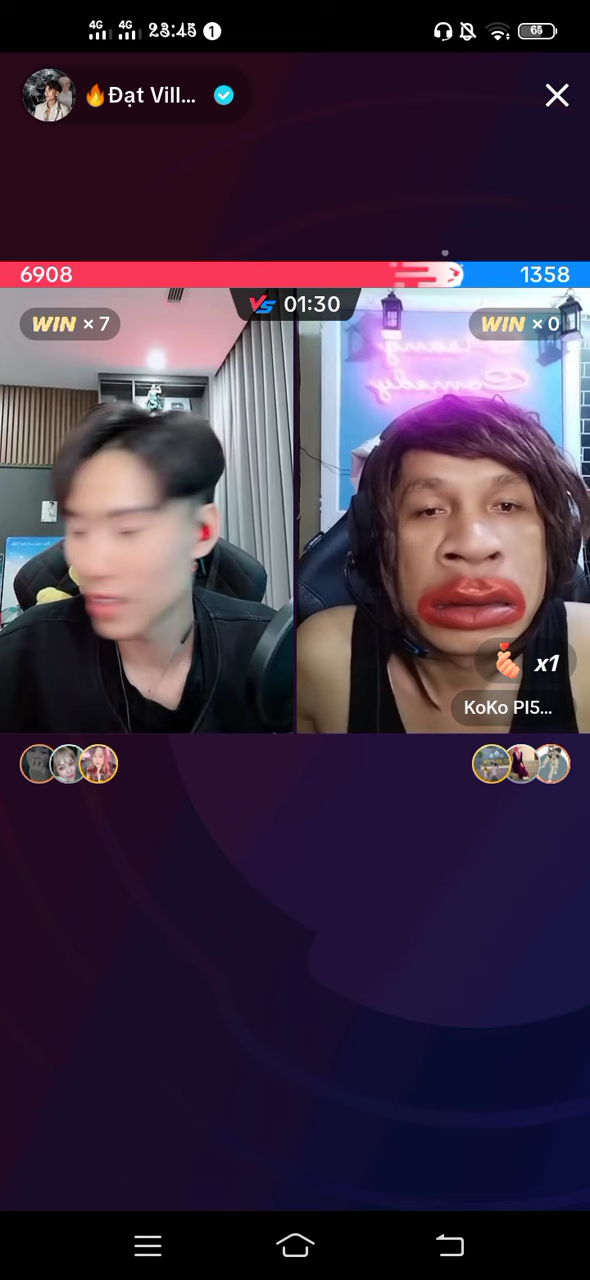 4G 4G 23:45 1 65
🔥Đạt Vill...
6908 1358
VS 01:30
WIN × 7
WIN × 0
Comedy
x1
KoKo PI5...